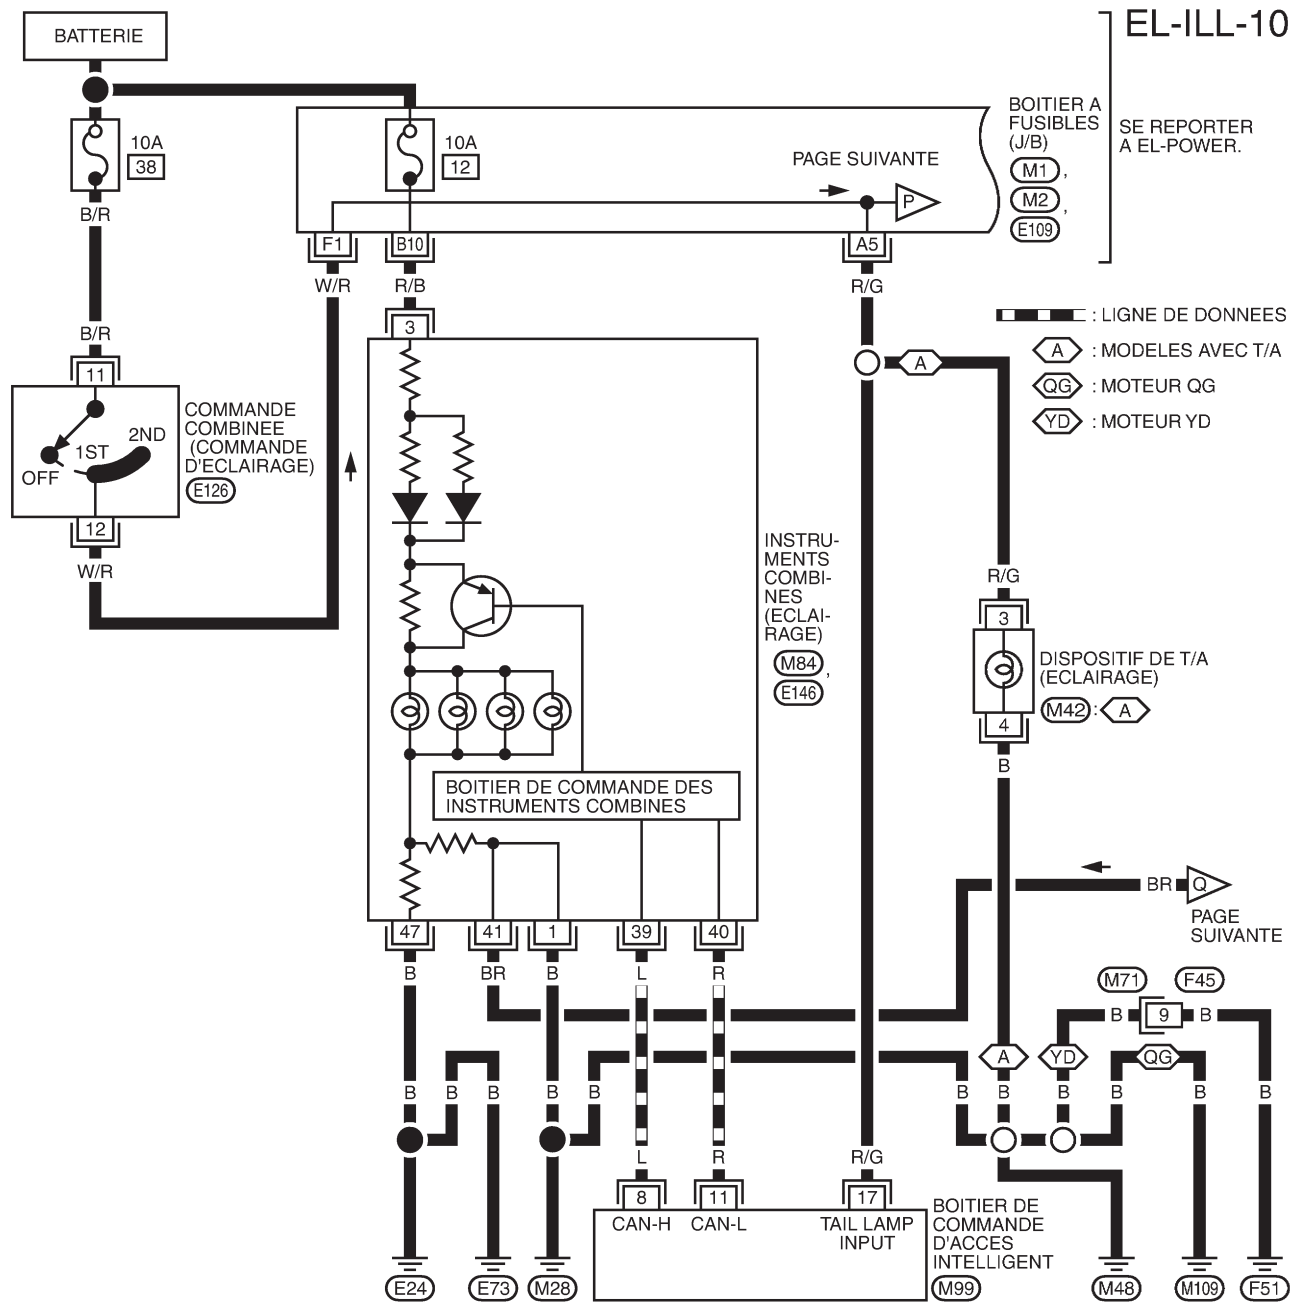 EL-ILL-10
BATTERIE
10A
38
10A
12
PAGE SUIVANTE
P
BOITIER A
FUSIBLES
(J/B)
M1 ,
M2 ,
E109
SE REPORTER
A EL-POWER.
B/R
F1
B10
A5
W/R
R/B
R/G
B/R
3
: LIGNE DE DONNEES
A : MODELES AVEC T/A
QG : MOTEUR QG
YD : MOTEUR YD
A
11
OFF
1ST
2ND
COMMANDE
COMBINEE
(COMMANDE
D'ECLAIRAGE)
E126
12
W/R
INSTRU-
MENTS
COMBI-
NES
(ECLAI-
RAGE)
M84 ,
E146
R/G
3
DISPOSITIF DE T/A
(ECLAIRAGE)
M42 : A
4
B
BOITIER DE COMMANDE DES
INSTRUMENTS COMBINES
BR
Q
PAGE
SUIVANTE
47
41
1
39
40
B
BR
B
L
R
M71
F45
B
9
B
A
YD
QG
B
B
B
B
B
B
B
B
B
B
B
L
R
R/G
8
11
17
CAN-H
CAN-L
TAIL LAMP
INPUT
BOITIER DE
COMMANDE
D'ACCES
INTELLIGENT
M99
E24
E73
M28
M48
M109
F51